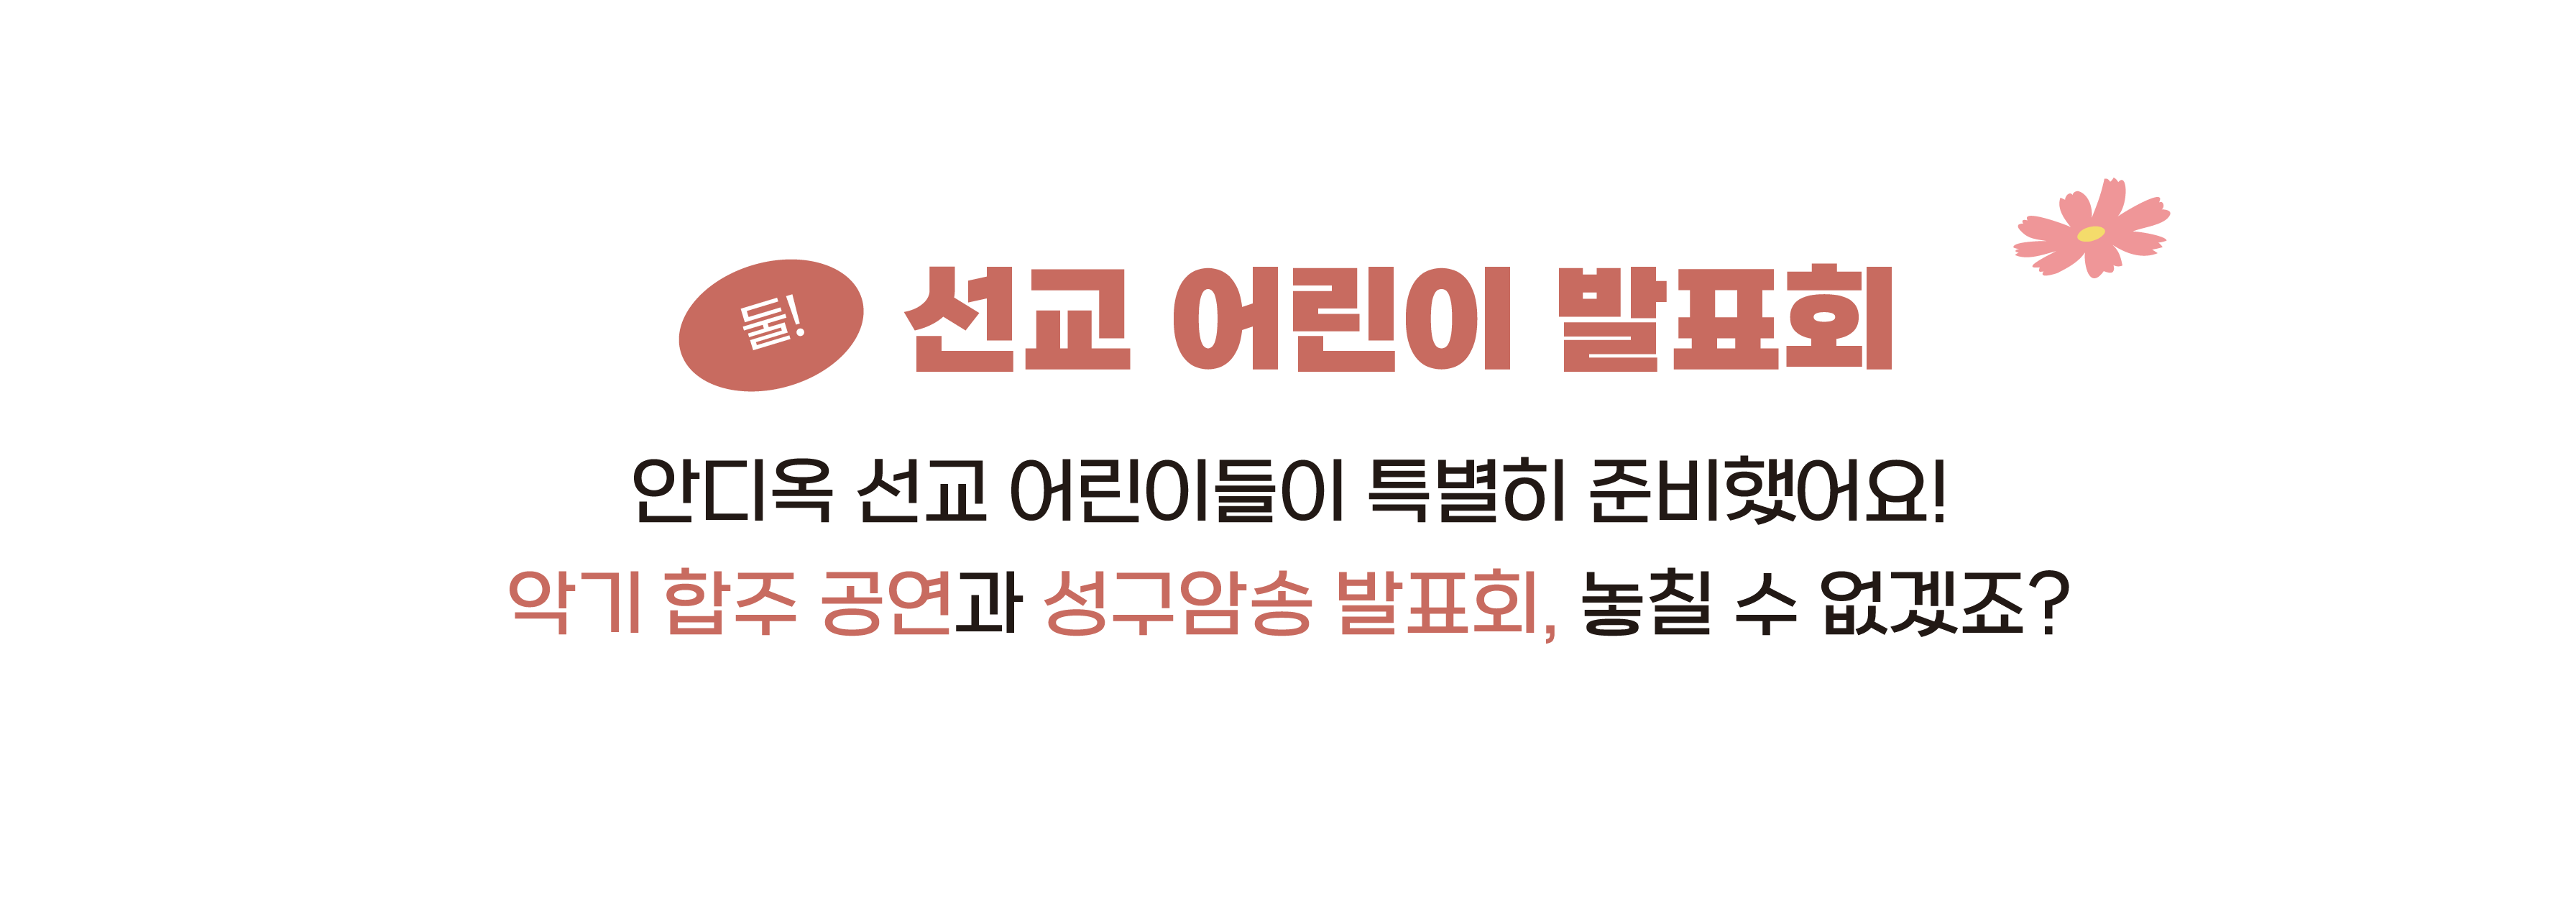 둘! 선교 어린이 발표회
안디옥 선교 어린이들이 특별히 준비했어요!
악기 합주 공연과 성구암송 발표회, 놓칠 수 없겠죠?